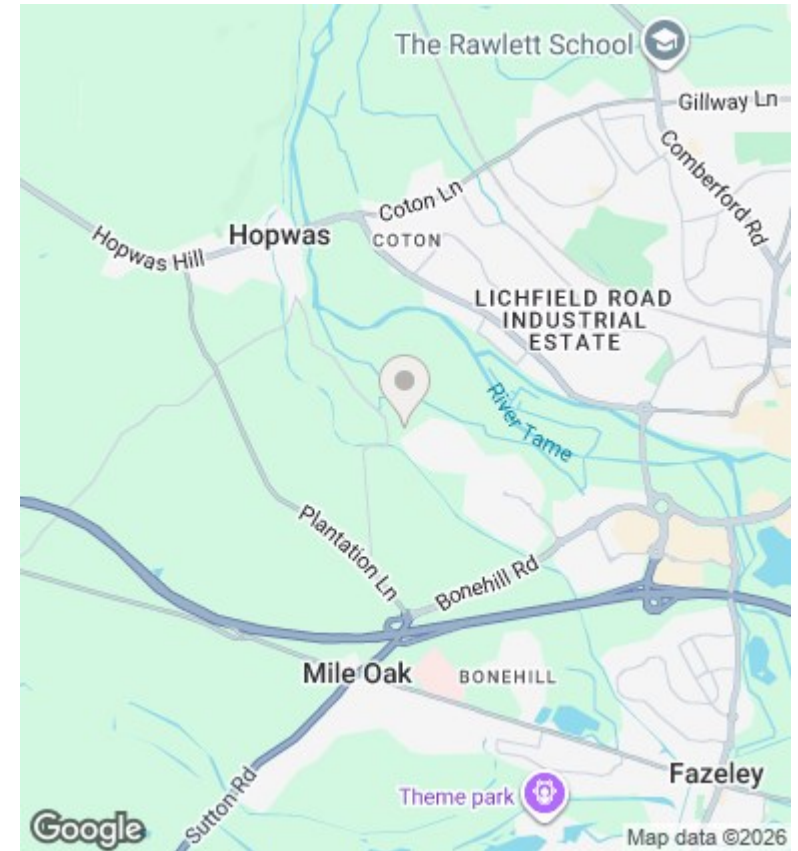 The Rawlett School
Gillway Ln
Comberford Rd
Coton Ln
Hopwas
COTON
Hopwas Hill
LICHFIELD ROAD
INDUSTRIAL
ESTATE
River Tame
Plantation Ln
Bonehill Rd
Mile Oak
BONEHILL
Fazeley
Theme park
Sutton Rd
Google
Map data ©2026